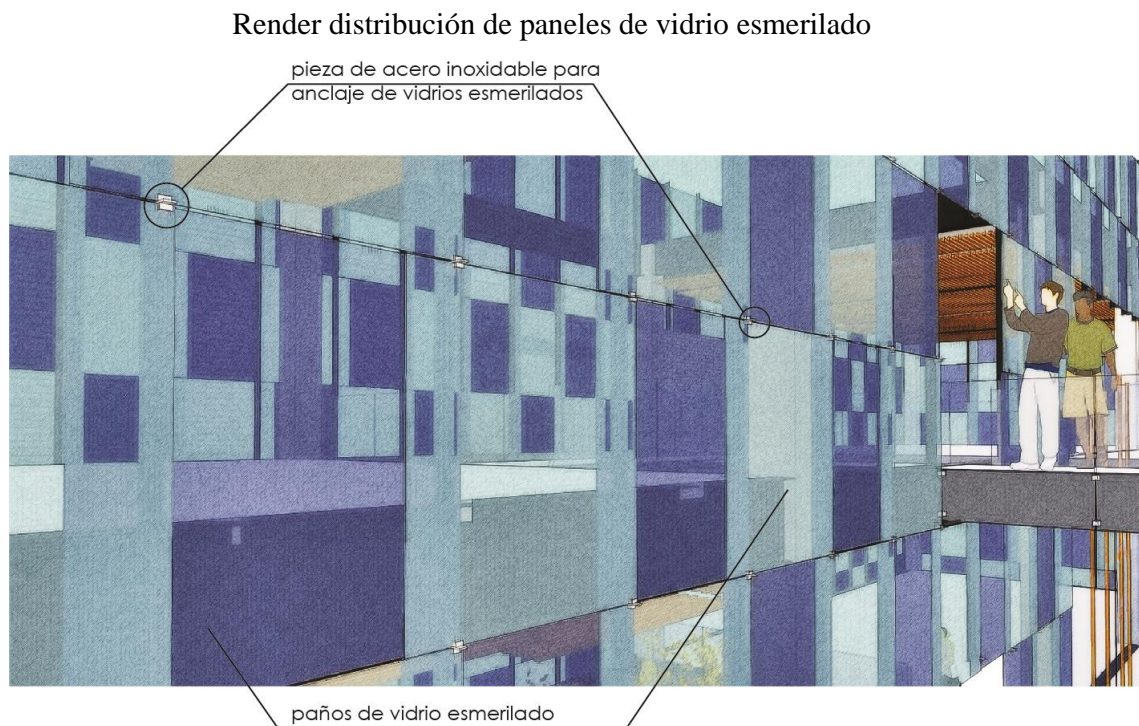 Render distribución de paneles de vidrio esmerilado
pieza de acero inoxidable para
anclaje de vidrios esmerilados
paños de vidrio esmerilado